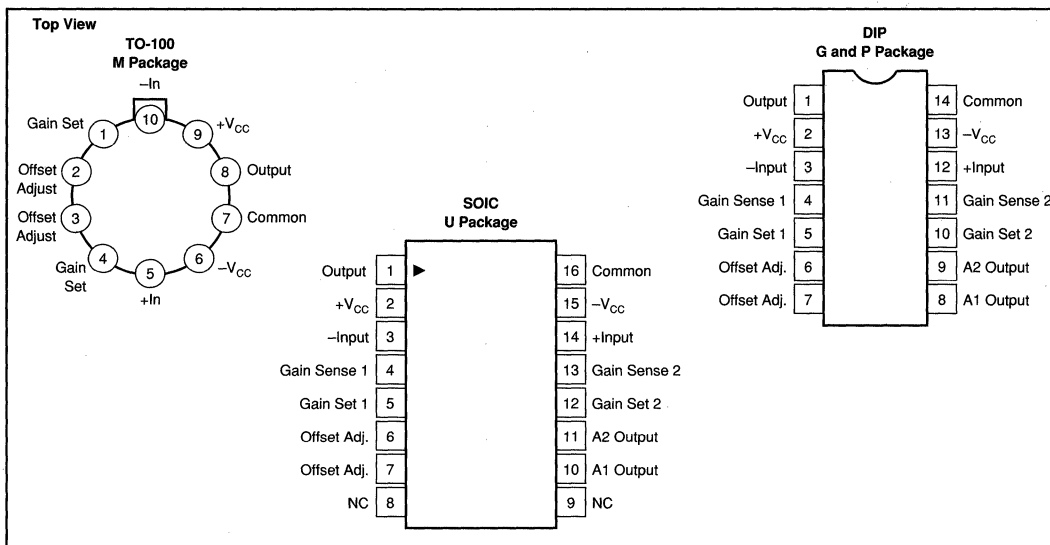 Top View
TO-100
M Package
–In
10
Gain Set 1
9 +VCC
Offset Adjust 2
8 Output
Offset Adjust 3
7 Common
Gain Set 4
6 –VCC
5
+In
SOIC
U Package
Output 1 16 Common
+VCC 2 15 –VCC
–Input 3 14 +Input
Gain Sense 1 4 13 Gain Sense 2
Gain Set 1 5 12 Gain Set 2
Offset Adj. 6 11 A2 Output
Offset Adj. 7 10 A1 Output
NC 8 9 NC
DIP
G and P Package
Output 1 14 Common
+VCC 2 13 –VCC
–Input 3 12 +Input
Gain Sense 1 4 11 Gain Sense 2
Gain Set 1 5 10 Gain Set 2
Offset Adj. 6 9 A2 Output
Offset Adj. 7 8 A1 Output